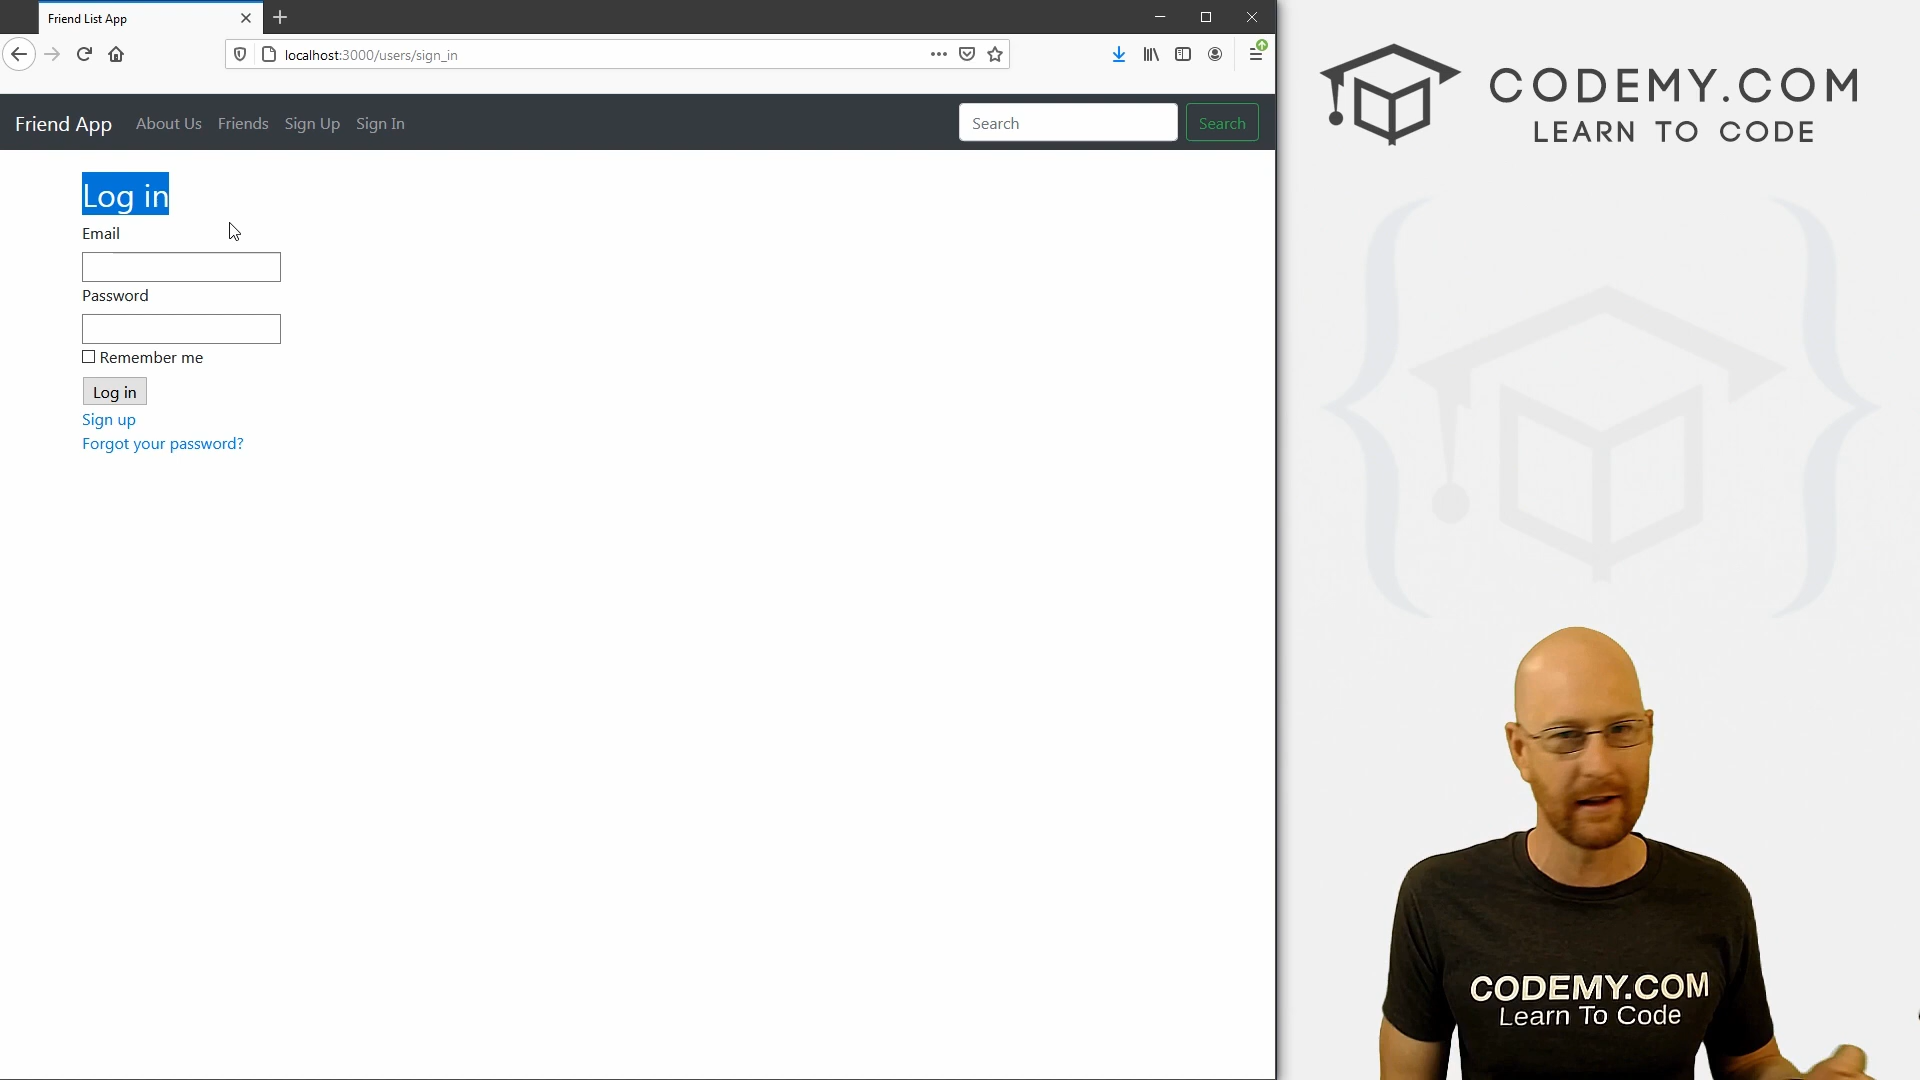 Friend List App
localhost:3000/users/sign_in
Friend App About Us Friends Sign Up Sign In Search Search
Log in
Email
Password
Remember me
Log in
Sign up
Forgot your password?
CODEMY.COM
LEARN TO CODE
CODEMY.COM
Learn To Code